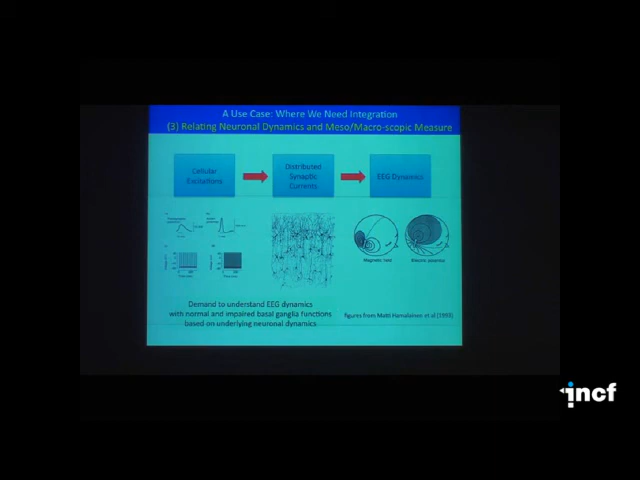 A Use Case: Where We Need Integration
(3) Relating Neuronal Dynamics and Meso/Macro-scopic Measure
Cellular
Excitations
Distributed
Synaptic
Currents
EEG Dynamics
Magnetic field
Electric potential
Demand to understand EEG dynamics
with normal and impaired basal ganglia functions
based on underlying neuronal dynamics
figures from Matti Hamalainen et al (1993)
incf